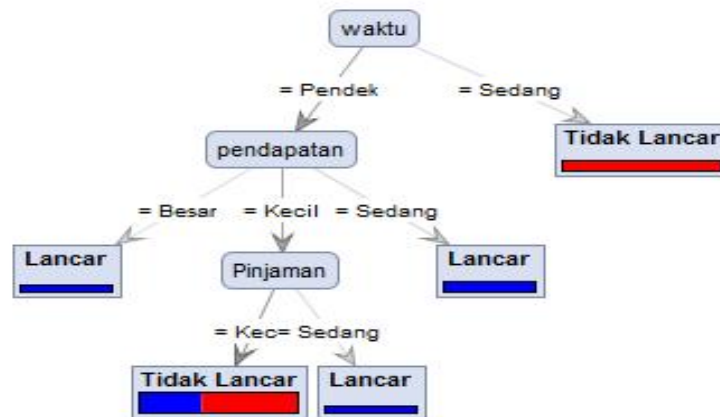 waktu
= Pendek
= Sedang
pendapatan
Tidak Lancar
= Besar
= Kecil
= Sedang
Lancar
Pinjaman
Lancar
= Kec= Sedang
Tidak Lancar
Lancar